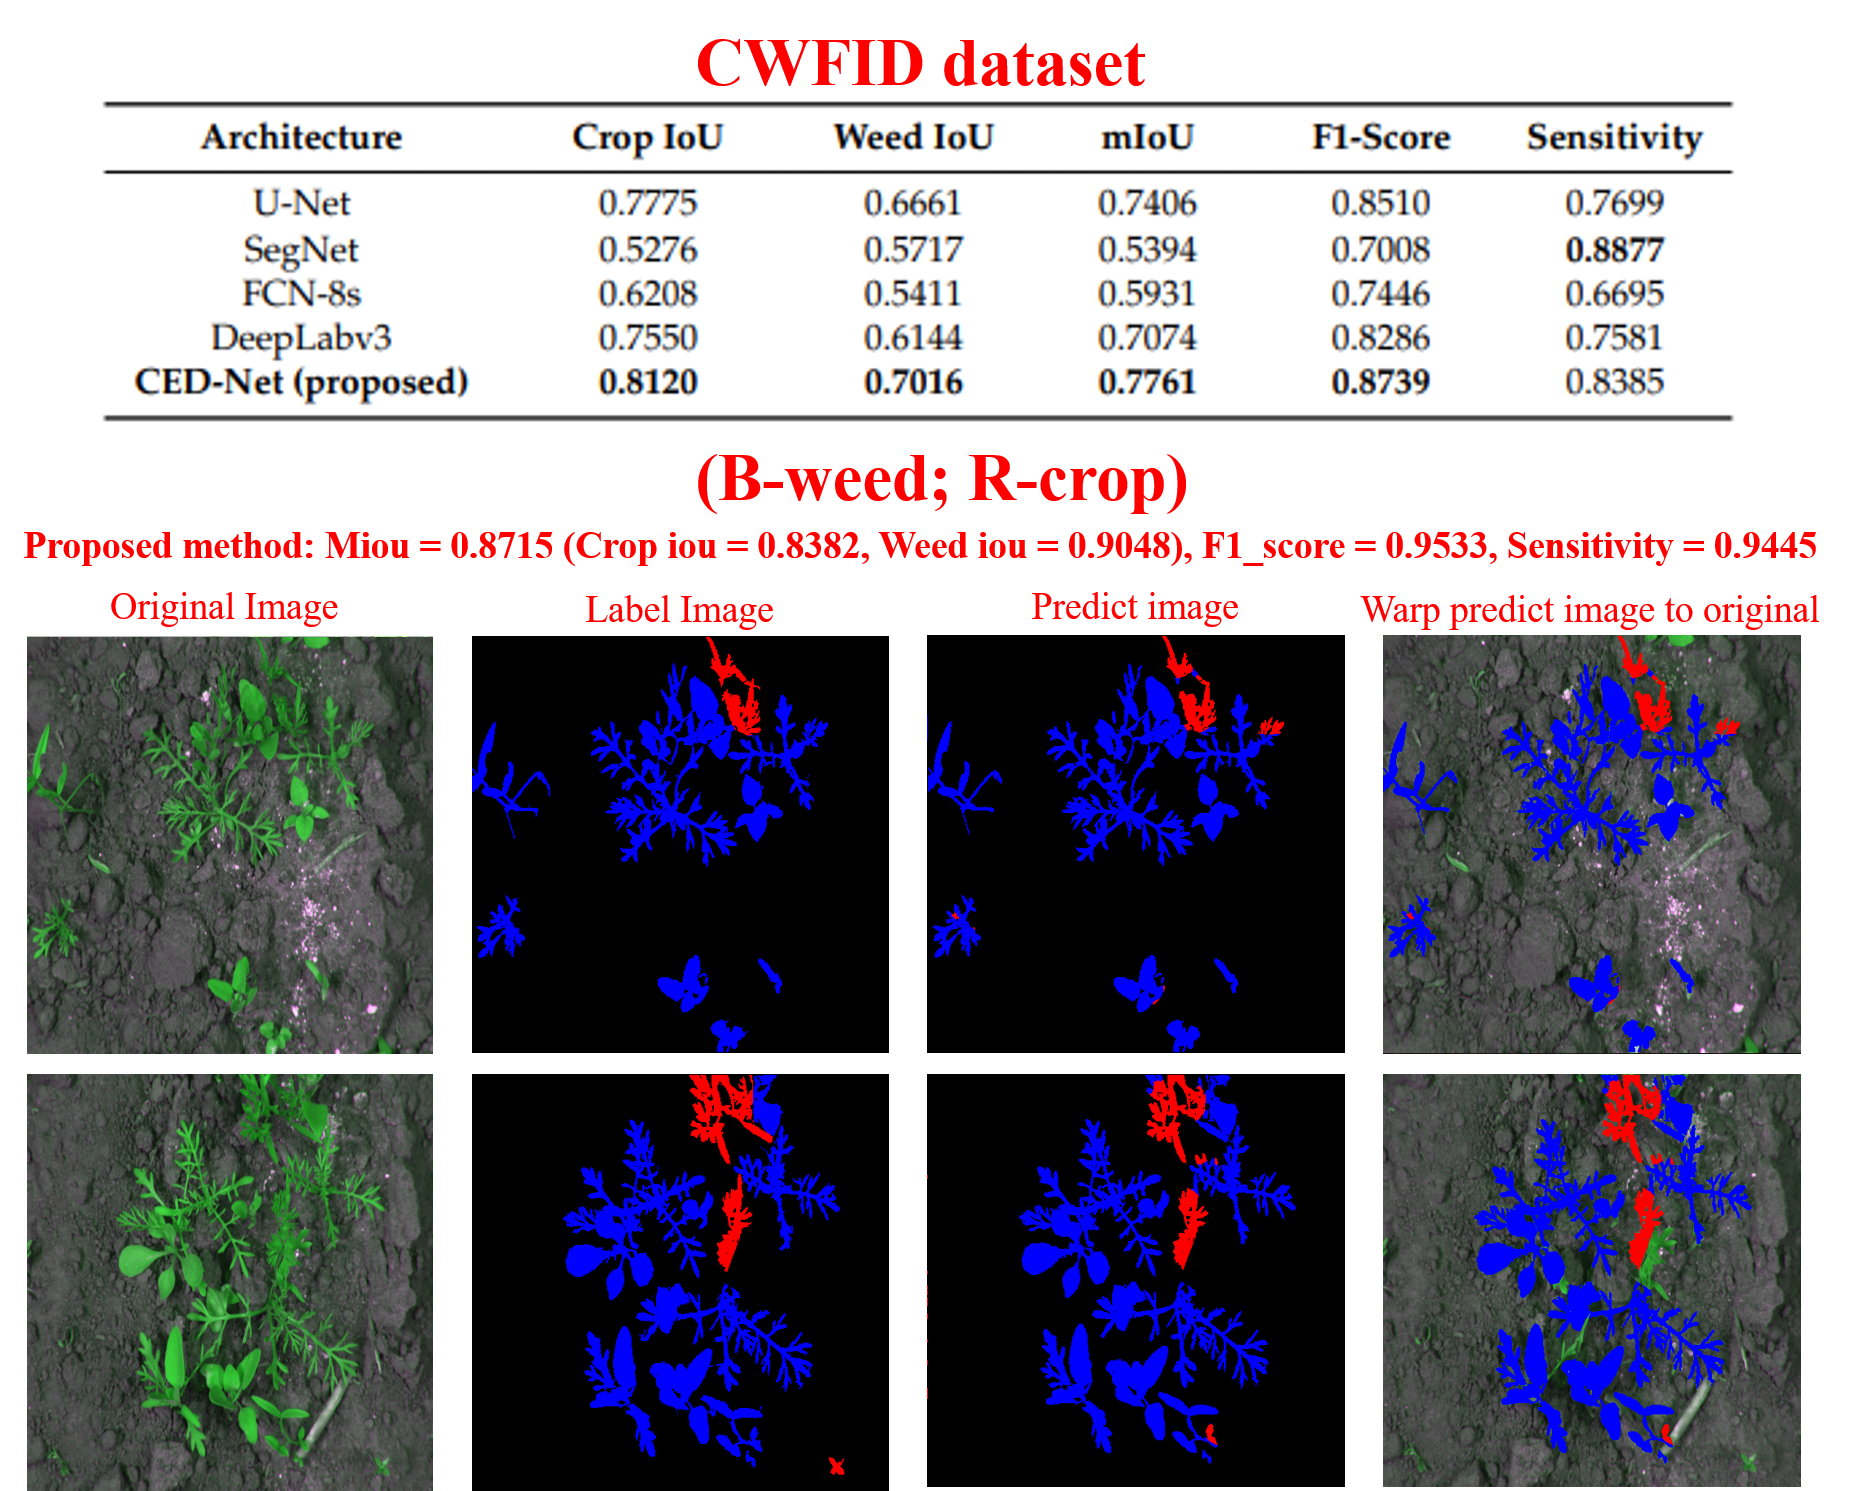 CWFID dataset
Architecture Crop IoU Weed IoU mIoU F1-Score Sensitivity
U-Net 0.7775 0.6661 0.7406 0.8510 0.7699
SegNet 0.5276 0.5717 0.5394 0.7008 0.8877
FCN-8s 0.6208 0.5411 0.5931 0.7446 0.6695
DeepLabv3 0.7550 0.6144 0.7074 0.8286 0.7581
CED-Net (proposed) 0.8120 0.7016 0.7761 0.8739 0.8385
(B-weed; R-crop)
Proposed method: Miou = 0.8715 (Crop iou = 0.8382, Weed iou = 0.9048), F1_score = 0.9533, Sensitivity = 0.9445
Original Image Label Image Predict image Warp predict image to original